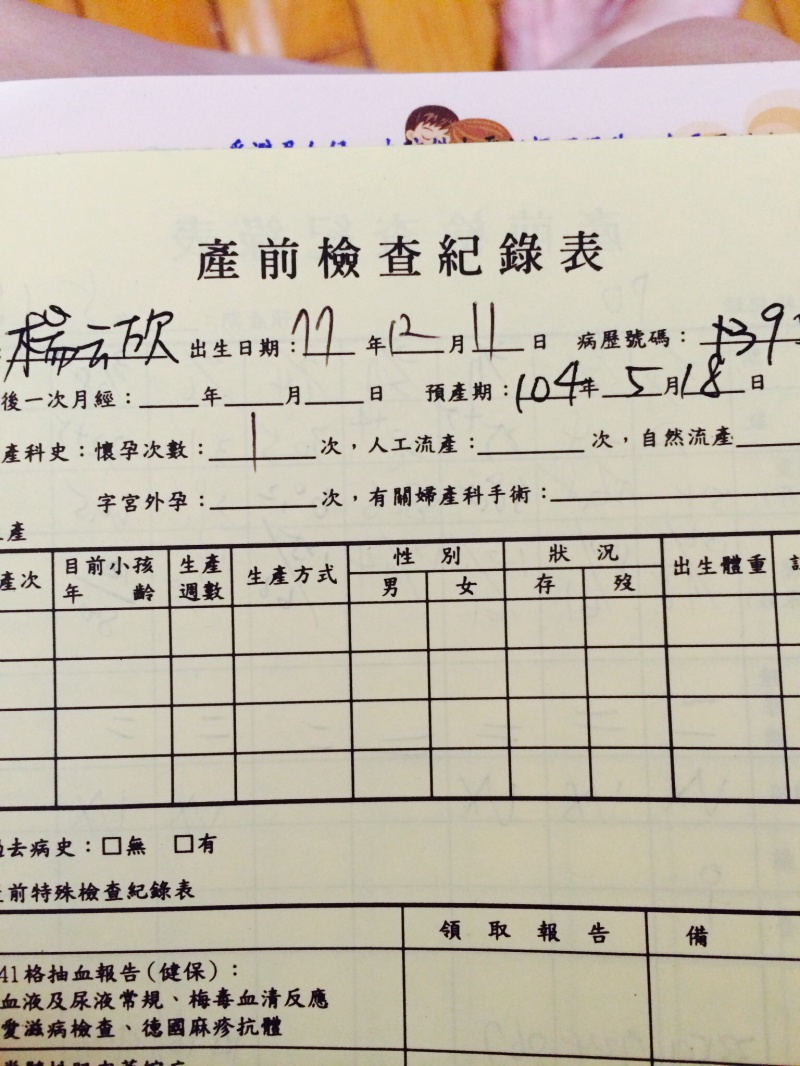 產前檢查紀錄表
楊云欣 出生日期：77年12月11日 病歷號碼：1393
後一次月經：年月日 預產期：104年5月18日
產科史：懷孕次數：1次，人工流產：次，自然流產
字宮外孕：次，有關婦產科手術：
產
產次 目前小孩年齡 生產週數 生產方式 性別 男 女 狀況 存 歿 出生體重
過去病史：□無 □有
產前特殊檢查紀錄表
領取報告 備
41格抽血報告(健保)：
血液及尿液常規、梅毒血清反應
愛滋病檢查、德國麻疹抗體